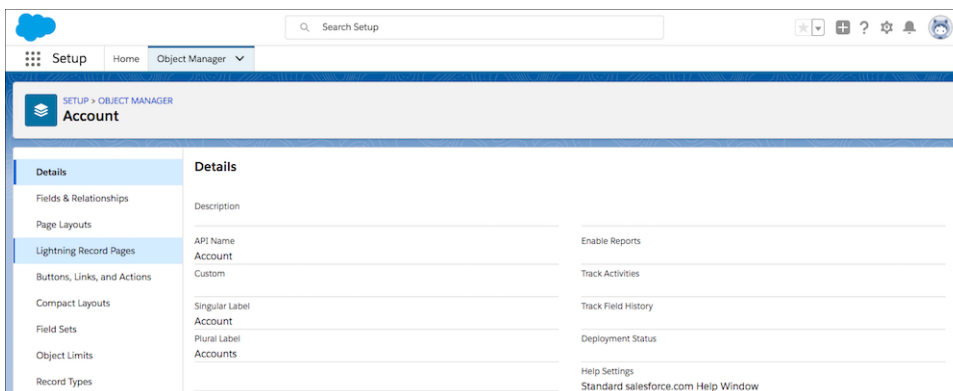 Search Setup
Setup
Home
Object Manager
SETUP > OBJECT MANAGER
Account
Details
Fields & Relationships
Page Layouts
Lightning Record Pages
Buttons, Links, and Actions
Compact Layouts
Field Sets
Object Limits
Record Types
Details
Description
API Name
Account
Custom
Singular Label
Account
Plural Label
Accounts
Enable Reports
Track Activities
Track Field History
Deployment Status
Help Settings
Standard salesforce.com Help Window